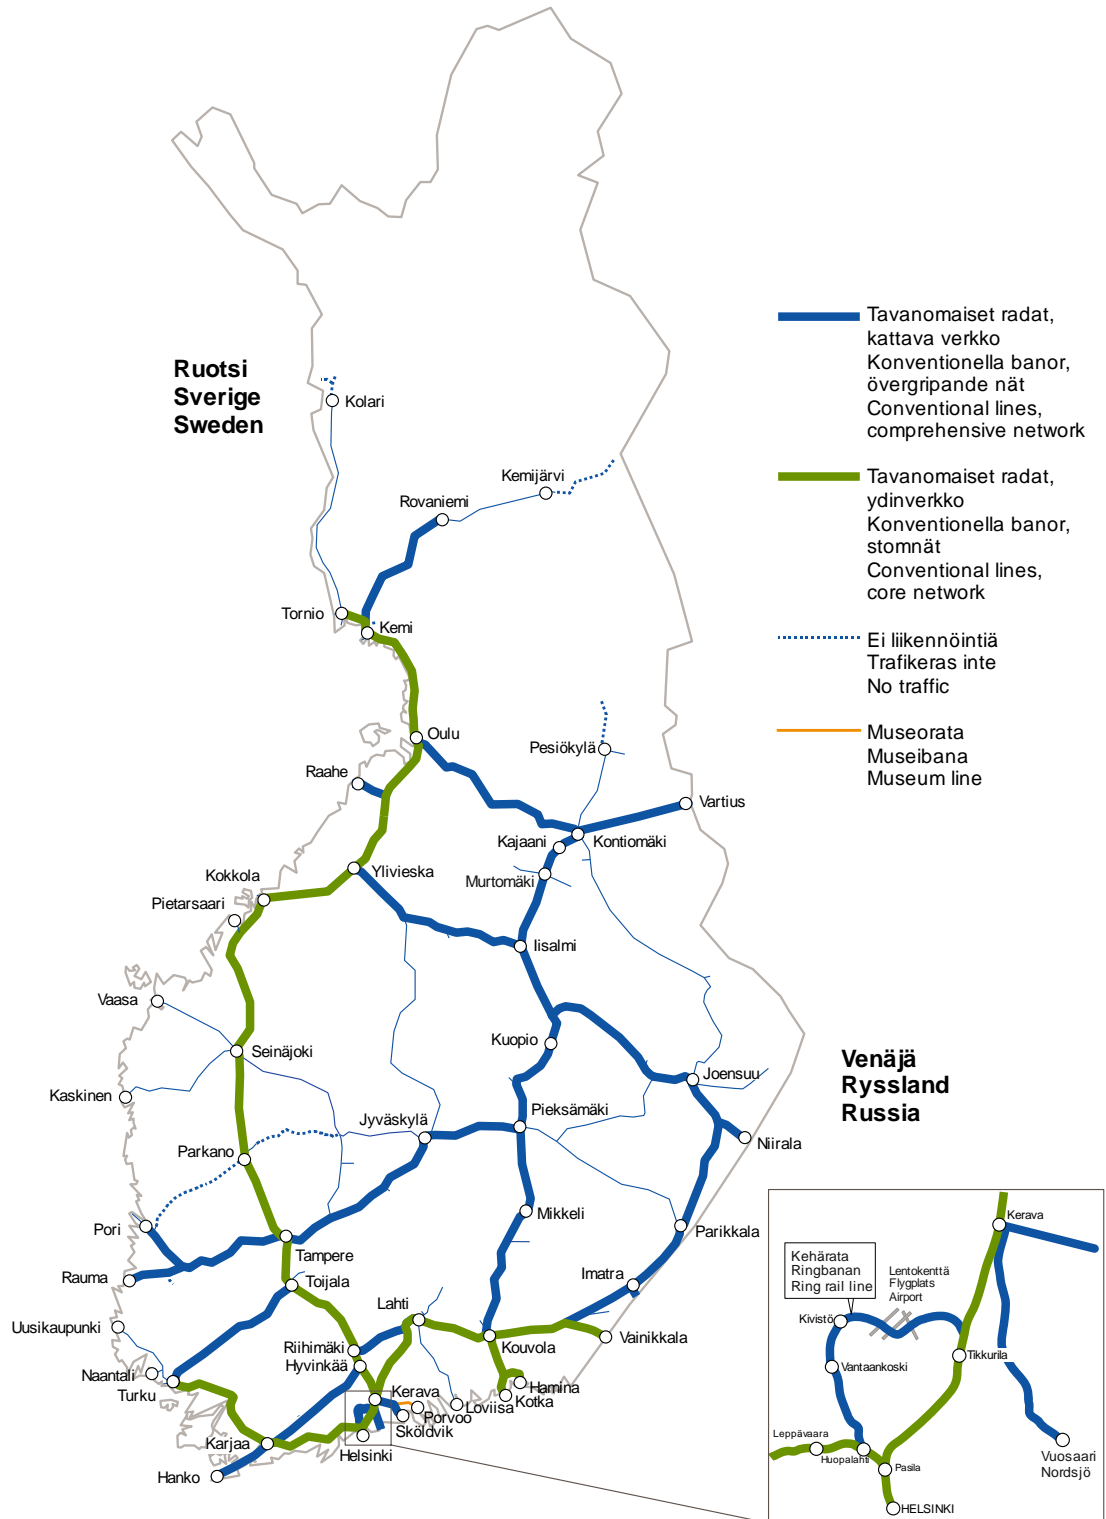 Ruotsi
Sverige
Sweden
Kolari
Kemijärvi
Rovaniemi
Tornio
Kemi
Oulu
Pesiökylä
Raahe
Vartius
Kajaani
Kontiomäki
Ylivieska
Murtomäki
Kokkola
Pietarsaari
Iisalmi
Vaasa
Kuopio
Seinäjoki
Joensuu
Kaskinen
Pieksämäki
Jyväskylä
Niirala
Parkano
Mikkeli
Pori
Parikkala
Tampere
Rauma
Toijala
Imatra
Lahti
Uusikaupunki
Vainikkala
Riihimäki
Kouvola
Hyvinkää
Naantali
Turku
Hamina
Kerava
Kotka
Loviisa
Porvoo
Sköldvik
Karjaa
Helsinki
Hanko
Venäjä
Ryssland
Russia
Tavanomaiset radat,
kattava verkko
Konventionella banor,
övergripande nät
Conventional lines,
comprehensive network
Tavanomaiset radat,
ydinverkko
Konventionella banor,
stomnät
Conventional lines,
core network
Ei liikennöintiä
Trafikeras inte
No traffic
Museorata
Museibana
Museum line
Kerava
Kehärata
Ringbanan
Ring rail line
Lentokenttä
Flygplats
Airport
Kivistö
Tikkurila
Vantaankoski
Leppävaara
Huopalahti
Pasila
Vuosaari
Nordsjö
HELSINKI